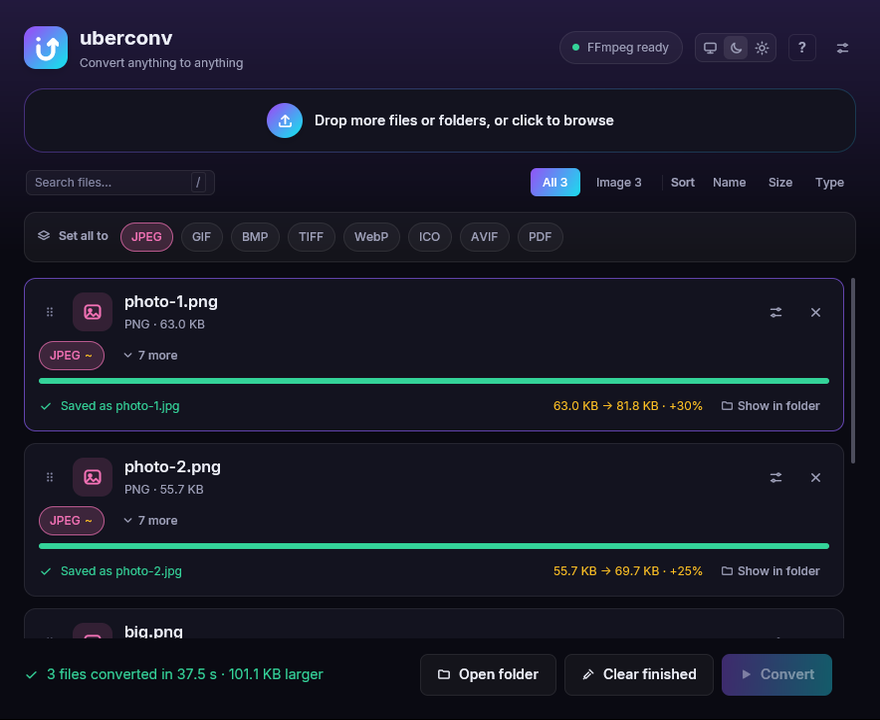 uberconv
Convert anything to anything
FFmpeg ready
?
Drop more files or folders, or click to browse
Search files... /
All 3 Image 3 Sort Name Size Type
Set all to JPEG GIF BMP TIFF WebP ICO AVIF PDF
photo-1.png
PNG · 63.0 KB
JPEG ~ 7 more
Saved as photo-1.jpg 63.0 KB → 81.8 KB · +30% Show in folder
photo-2.png
PNG · 55.7 KB
JPEG ~ 7 more
Saved as photo-2.jpg 55.7 KB → 69.7 KB · +25% Show in folder
big.png
3 files converted in 37.5 s · 101.1 KB larger Open folder Clear finished Convert